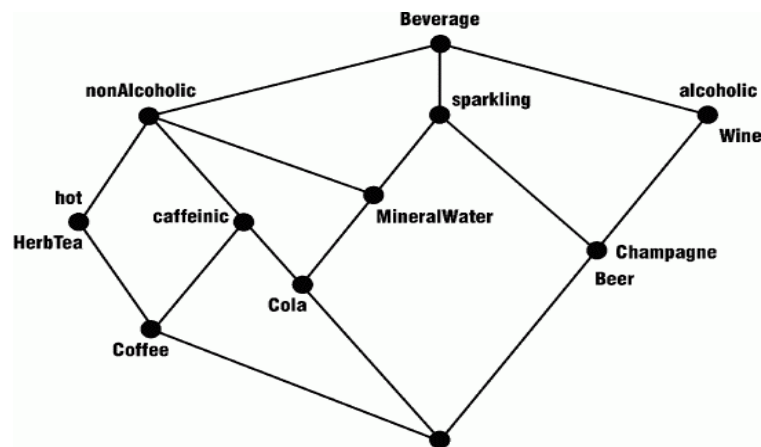 Beverage
nonAlcoholic
sparkling
alcoholic
Wine
hot
HerbTea
caffeinic
MineralWater
Champagne
Beer
Cola
Coffee